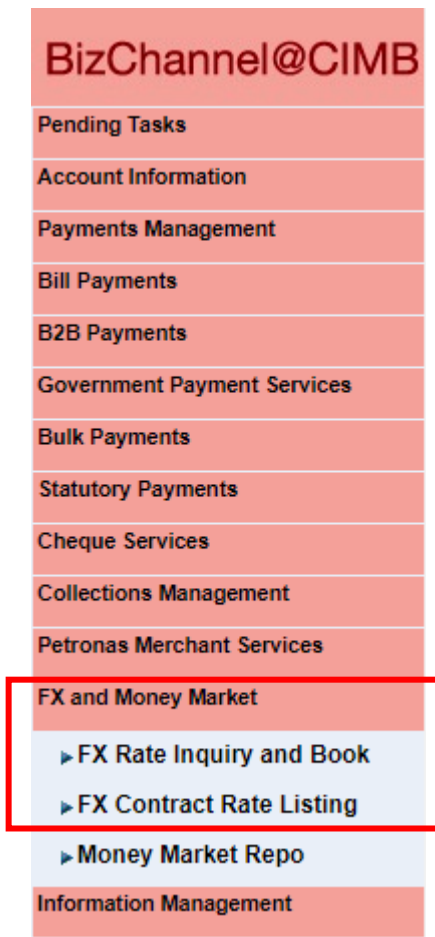 BizChannel@CIMB
Pending Tasks
Account Information
Payments Management
Bill Payments
B2B Payments
Government Payment Services
Bulk Payments
Statutory Payments
Cheque Services
Collections Management
Petronas Merchant Services
FX and Money Market
FX Rate Inquiry and Book
FX Contract Rate Listing
Money Market Repo
Information Management